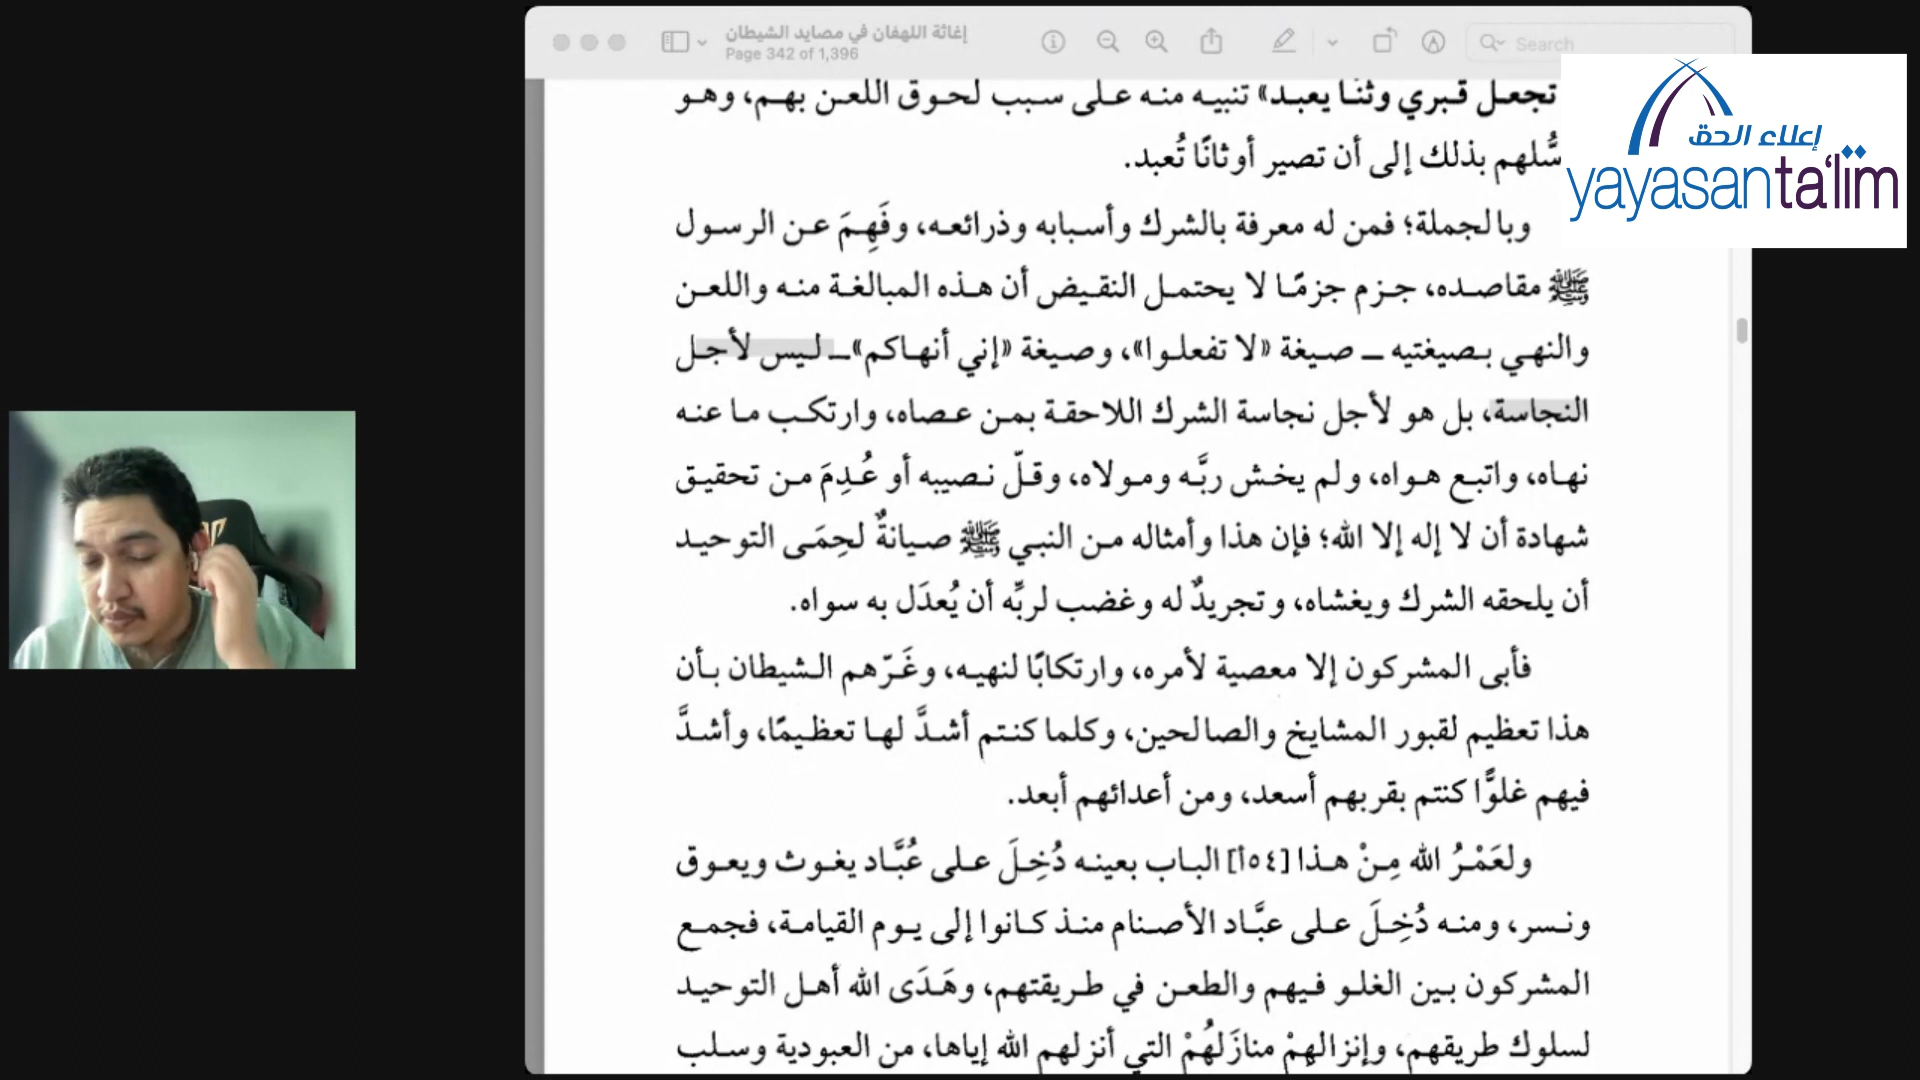 إغاثة اللهفان في مصايد الشيطان
Page 342 of 1,396
Search
إعلاء الحق
yayasanta'lim
تجعل قبري وثنًا يعبد» تنبيه منه على سبب لحوق اللعن بهم، وهو
سُّلهم بذلك إلى أن تصير أوثانًا تُعبد.
وبالجملة؛ فمن له معرفة بالشرك وأسبابه وذرائعه، وفَهِمَ عن الرسول
ﷺ مقاصده، جزم جزمًا لا يحتمل النقيض أن هذه المبالغة منه واللعن
والنهي بصيغتيه ــ صيغة «لا تفعلوا»، وصيغة «إني أنهاكم»ــ ليس لأجل
النجاسة، بل هو لأجل نجاسة الشرك اللاحقة بمن عصاه، وارتكب ما عنه
نهاه، واتبع هواه، ولم يخش ربَّه ومولاه، وقلّ نصيبه أو عُدِمَ من تحقيق
شهادة أن لا إله إلا الله؛ فإن هذا وأمثاله من النبي ﷺ صيانةٌ لحِمَى التوحيد
أن يلحقه الشرك ويغشاه، وتجريدٌ له وغضب لربِّه أن يُعدَل به سواه.
فأبى المشركون إلا معصية لأمره، وارتكابًا لنهيه، وغَرّهم الشيطان بأن
هذا تعظيم لقبور المشايخ والصالحين، وكلما كنتم أشدَّ لها تعظيمًا، وأشدَّ
فيهم غلوًّا كنتم بقربهم أسعد، ومن أعدائهم أبعد.
ولعَمْرُ الله مِنْ هذا [٥٤أ] الباب بعينه دُخِلَ على عُبَّاد يغوث ويعوق
ونسر، ومنه دُخِلَ على عبَّاد الأصنام منذ كانوا إلى يوم القيامة، فجمع
المشركون بين الغلو فيهم والطعن في طريقتهم، وهَدَى الله أهل التوحيد
لسلوك طريقهم، وإنزالهِمْ منازَلهُمْ التي أنزلهم الله إياها، من العبودية وسلب